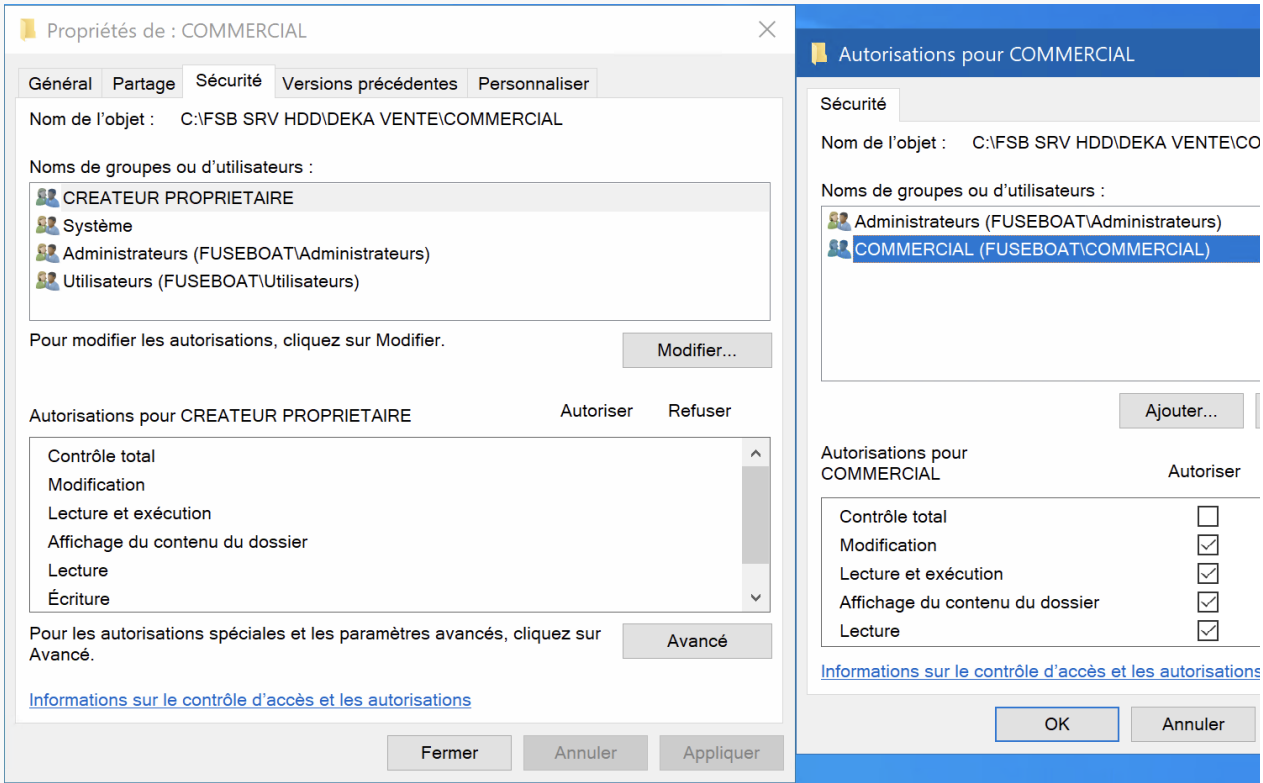 Propriétés de : COMMERCIAL
Général
Partage
Sécurité
Versions précédentes
Personnaliser
Nom de l'objet : C:\FSB SRV HDD\DEKA VENTE\COMMERCIAL
Noms de groupes ou d'utilisateurs :
CREATEUR PROPRIETAIRE
Système
Administrateurs (FUSEBOAT\Administrateurs)
Utilisateurs (FUSEBOAT\Utilisateurs)
Pour modifier les autorisations, cliquez sur Modifier.
Modifier...
Autorisations pour CREATEUR PROPRIETAIRE
Autoriser
Refuser
Contrôle total
Modification
Lecture et exécution
Affichage du contenu du dossier
Lecture
Écriture
Pour les autorisations spéciales et les paramètres avancés, cliquez sur
Avancé.
Avancé
Informations sur le contrôle d'accès et les autorisations
Fermer
Annuler
Appliquer
Autorisations pour COMMERCIAL
Sécurité
Nom de l'objet : C:\FSB SRV HDD\DEKA VENTE\CO
Noms de groupes ou d'utilisateurs :
Administrateurs (FUSEBOAT\Administrateurs)
COMMERCIAL (FUSEBOAT\COMMERCIAL)
Ajouter...
Autorisations pour
COMMERCIAL
Autoriser
Contrôle total
Modification
Lecture et exécution
Affichage du contenu du dossier
Lecture
Informations sur le contrôle d'accès et les autorisations
OK
Annuler